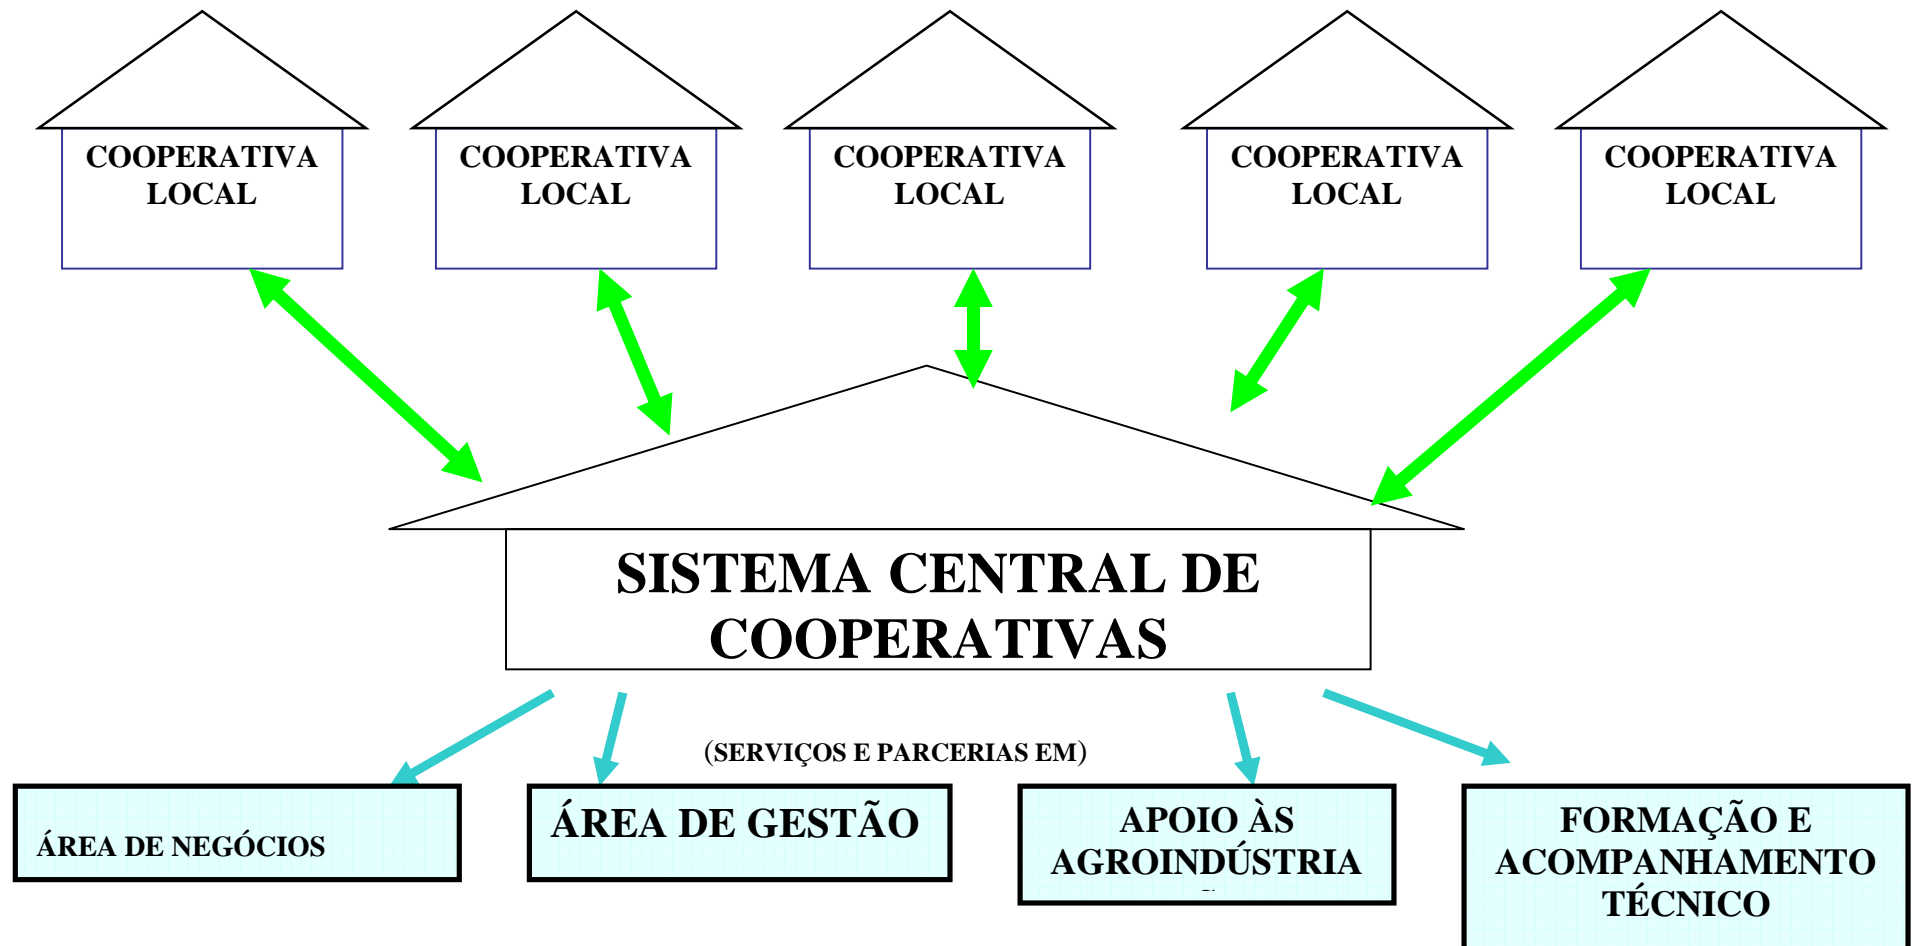 COOPERATIVA
LOCAL
COOPERATIVA
LOCAL
COOPERATIVA
LOCAL
COOPERATIVA
LOCAL
COOPERATIVA
LOCAL
SISTEMA CENTRAL DE
COOPERATIVAS
(SERVIÇOS E PARCERIAS EM)
ÁREA DE NEGÓCIOS
ÁREA DE GESTÃO
APOIO ÀS
AGROINDÚSTRIA
FORMAÇÃO E
ACOMPANHAMENTO
TÉCNICO